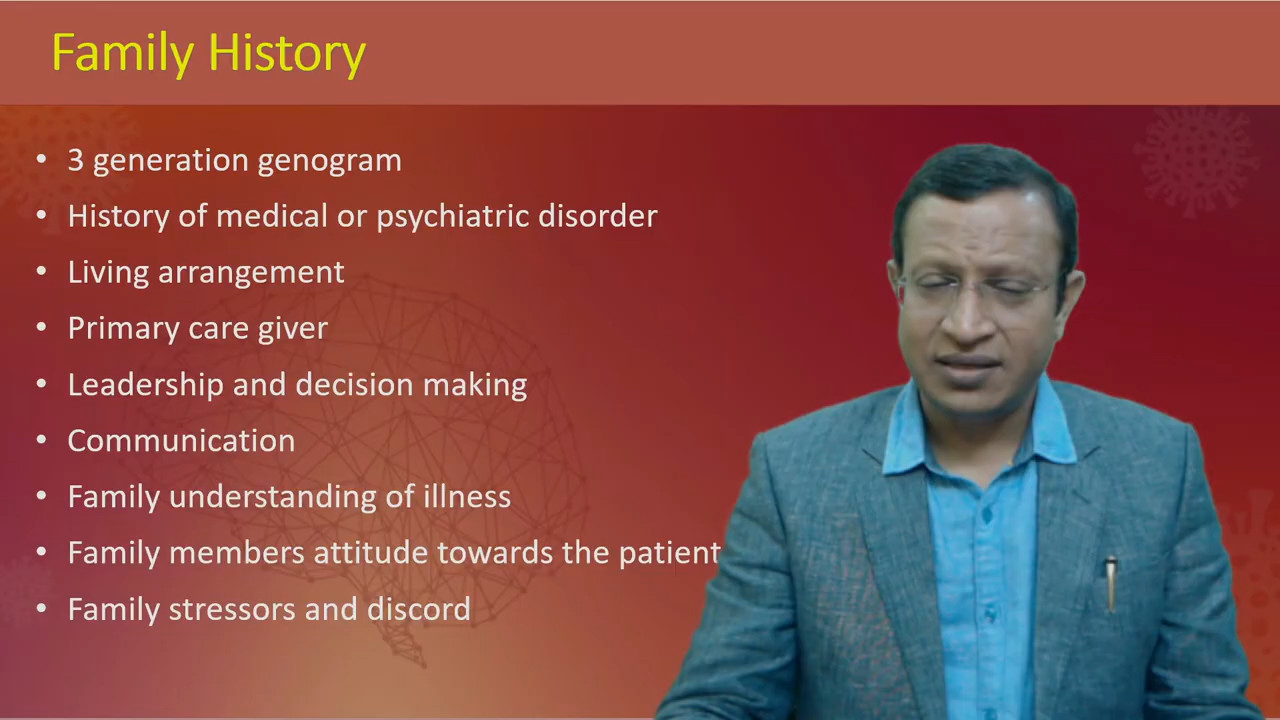 Family History
• 3 generation genogram
• History of medical or psychiatric disorder
• Living arrangement
• Primary care giver
• Leadership and decision making
• Communication
• Family understanding of illness
• Family members attitude towards the patient
• Family stressors and discord